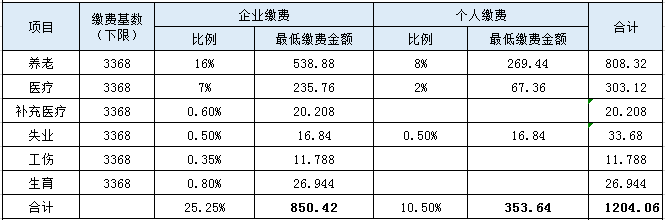 项目 缴费基数（下限） 企业缴费 个人缴费 合计
比例 最低缴费金额 比例 最低缴费金额
养老 3368 16% 538.88 8% 269.44 808.32
医疗 3368 7% 235.76 2% 67.36 303.12
补充医疗 3368 0.60% 20.208 20.208
失业 3368 0.50% 16.84 0.50% 16.84 33.68
工伤 3368 0.35% 11.788 11.788
生育 3368 0.80% 26.944 26.944
合计 25.25% 850.42 10.50% 353.64 1204.06